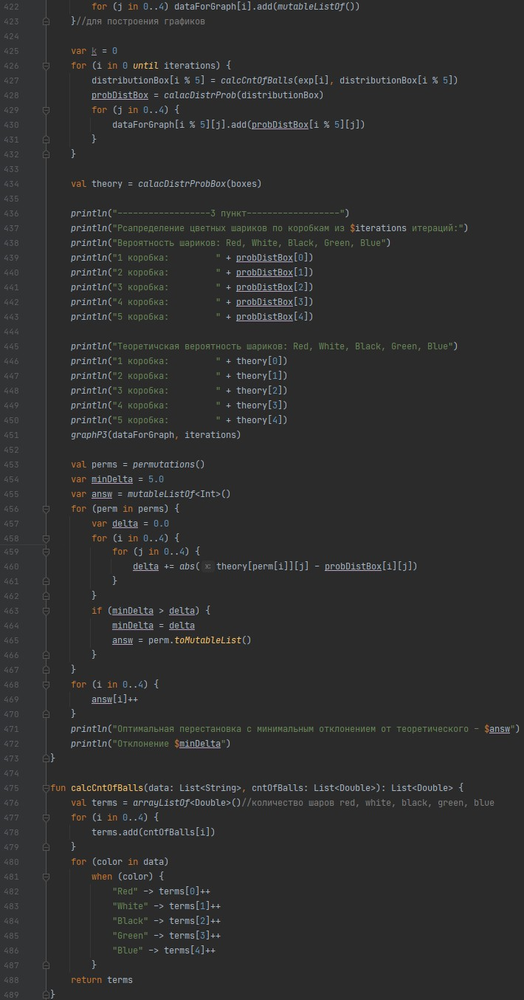 422 for (j in 0..4) dataForGraph[i].add(mutableListOf())
423 }//для построения графиков
424
425 var k = 0
426 for (i in 0 until iterations) {
427 distributionBox[i % 5] = calcCntOfBalls(exp[i], distributionBox[i % 5])
428 probDistBox = calacDistrProb(distributionBox)
429 for (j in 0..4) {
430 dataForGraph[i % 5][j].add(probDistBox[i % 5][j])
431 }
432 }
433
434 val theory = calacDistrProbBox(boxes)
435
436 println("------------------3 пункт------------------")
437 println("Рсапределение цветных шариков по коробкам из $iterations итераций:")
438 println("Вероятность шариков: Red, White, Black, Green, Blue")
439 println("1 коробка:         " + probDistBox[0])
440 println("2 коробка:         " + probDistBox[1])
441 println("3 коробка:         " + probDistBox[2])
442 println("4 коробка:         " + probDistBox[3])
443 println("5 коробка:         " + probDistBox[4])
444
445 println("Теоретичская вероятность шариков: Red, White, Black, Green, Blue")
446 println("1 коробка:         " + theory[0])
447 println("2 коробка:         " + theory[1])
448 println("3 коробка:         " + theory[2])
449 println("4 коробка:         " + theory[3])
450 println("5 коробка:         " + theory[4])
451 graphP3(dataForGraph, iterations)
452
453 val perms = permutations()
454 var minDelta = 5.0
455 var answ = mutableListOf<Int>()
456 for (perm in perms) {
457 var delta = 0.0
458 for (i in 0..4) {
459 for (j in 0..4) {
460 delta += abs( x: theory[perm[i]][j] - probDistBox[i][j])
461 }
462 }
463 if (minDelta > delta) {
464 minDelta = delta
465 answ = perm.toMutableList()
466 }
467 }
468 for (i in 0..4) {
469 answ[i]++
470 }
471 println("Оптимальная перестановка с минимальным отклонением от теоретического - $answ")
472 println("Отклонение $minDelta")
473 }
474
475 fun calcCntOfBalls(data: List<String>, cntOfBalls: List<Double>): List<Double> {
476 val terms = arrayListOf<Double>()//количество шаров red, white, black, green, blue
477 for (i in 0..4) {
478 terms.add(cntOfBalls[i])
479 }
480 for (color in data)
481 when (color) {
482 "Red" -> terms[0]++
483 "White" -> terms[1]++
484 "Black" -> terms[2]++
485 "Green" -> terms[3]++
486 "Blue" -> terms[4]++
487 }
488 return terms
489 }